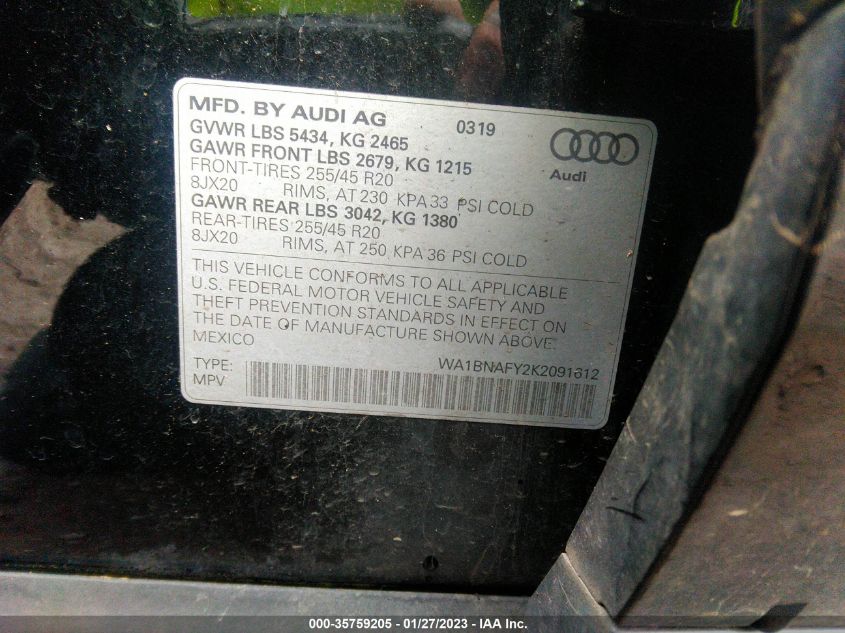 MFD. BY AUDI AG 0319
GVWR LBS 5434, KG 2465
GAWR FRONT LBS 2679, KG 1215
FRONT-TIRES 255/45 R20
8JX20 RIMS, AT 230 KPA 33 PSI COLD
GAWR REAR LBS 3042, KG 1380
REAR-TIRES 255/45 R20
8JX20 RIMS, AT 250 KPA 36 PSI COLD
Audi
THIS VEHICLE CONFORMS TO ALL APPLICABLE
U.S. FEDERAL MOTOR VEHICLE SAFETY AND
THEFT PREVENTION STANDARDS IN EFFECT ON
THE DATE OF MANUFACTURE SHOWN ABOVE.
MEXICO
TYPE: WA1BNAFY2K2091612
MPV
000-35759205 - 01/27/2023 - IAA Inc.